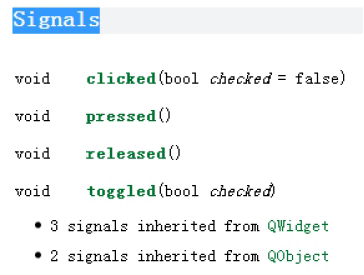 Signals
void clicked(bool checked = false)
void pressed()
void released()
void toggled(bool checked)
• 3 signals inherited from QWidget
• 2 signals inherited from QObject